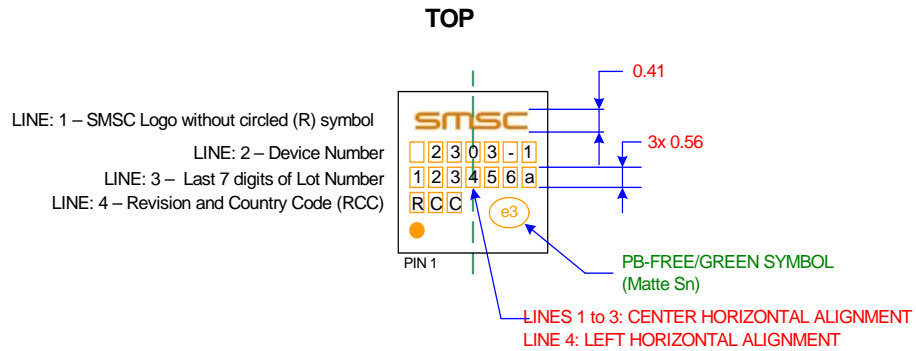 TOP
0.41
LINE: 1 – SMSC Logo without circled (R) symbol
SMSC
3x 0.56
LINE: 2 – Device Number
2303-1
LINE: 3 – Last 7 digits of Lot Number
123456a
LINE: 4 – Revision and Country Code (RCC)
RCC
e3
PIN 1
PB-FREE/GREEN SYMBOL
(Matte Sn)
LINES 1 to 3: CENTER HORIZONTAL ALIGNMENT
LINE 4: LEFT HORIZONTAL ALIGNMENT